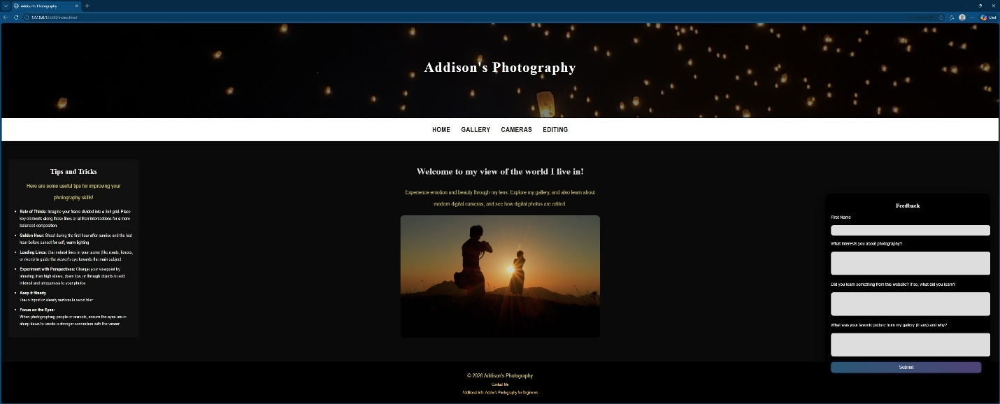 Addison's Photography
127.0.0.1:5500/index.html
Chat
Addison's Photography
HOME GALLERY CAMERAS EDITING
Tips and Tricks
Here are some useful tips for improving your
photography skills!
Rule of Thirds: Imagine your frame divided into a 3x3 grid. Place
key elements along these lines or at their intersections for a more
balanced composition.
Golden Hour: Shoot during the first hour after sunrise and the last
hour before sunset for soft, warm lighting
Leading Lines: Use natural lines in your scene (like roads, fences,
or rivers) to guide the viewer's eye towards the main subject.
Experiment with Perspectives: Change your viewpoint by
shooting from high above, down low, or through objects to add
interest and uniqueness to your photos
Keep it Steady
Use a tripod or steady surface to avoid blur
Focus on the Eyes:
When photographing people or animals, ensure the eyes are in
sharp focus to create a stronger connection with the viewer
Welcome to my view of the world I live in!
Experience emotion and beauty through my lens. Explore my gallery, and also learn about
modern digital cameras, and see how digital photos are edited.
Feedback
First Name
What interests you about photography?
Did you learn something from this website? If so, what did you learn?
What was your favorite picture from my gallery (if any) and why?
Submit
© 2026 Addison's Photography
Contact Me
Additional info: Adobe's Photography for Beginners